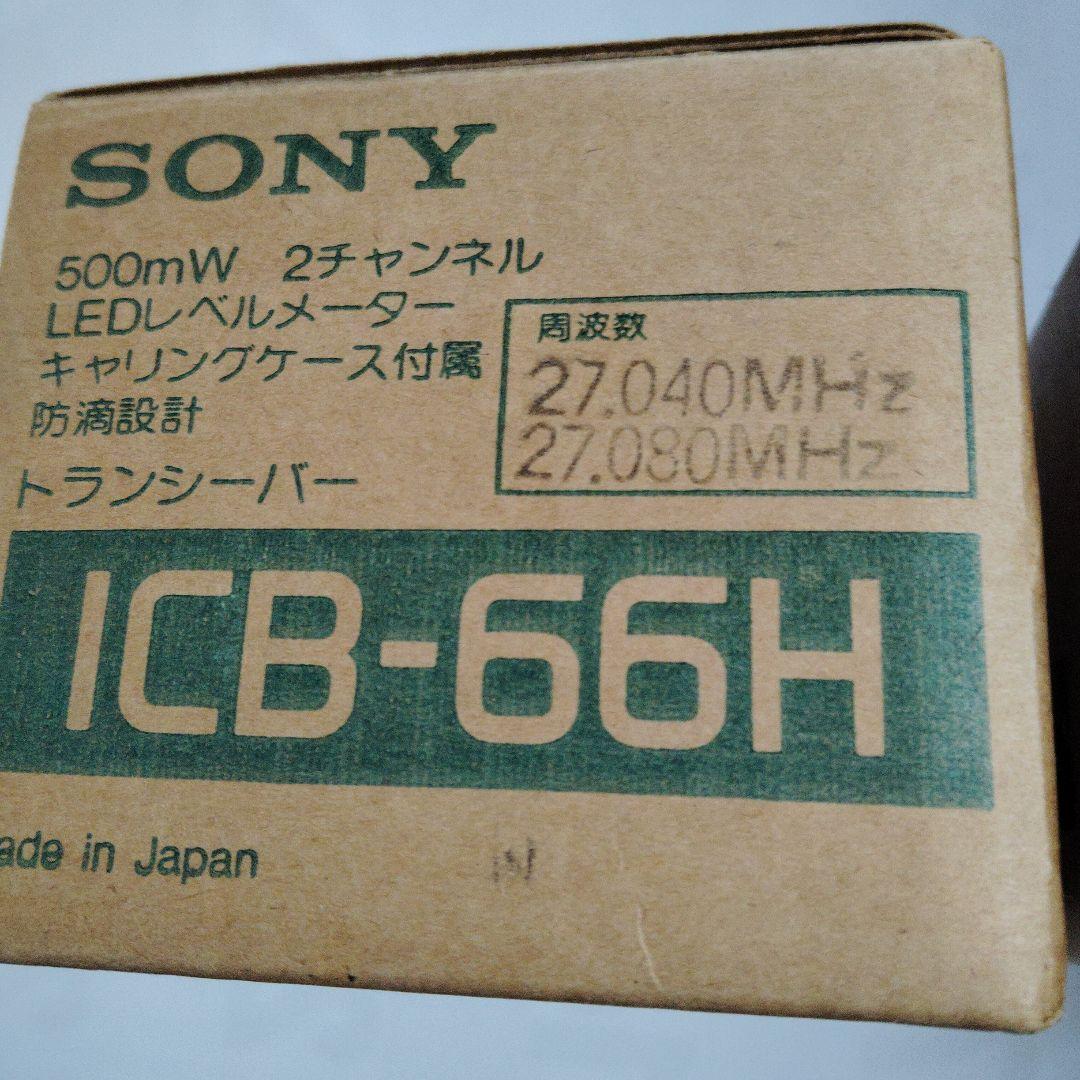 SONY
500mW 2チャンネル
LEDレベルメーター
キャリングケース付属
防滴設計
トランシーバー
周波数
27.040MHz
27.080MHz
ICB-66H
ade in Japan